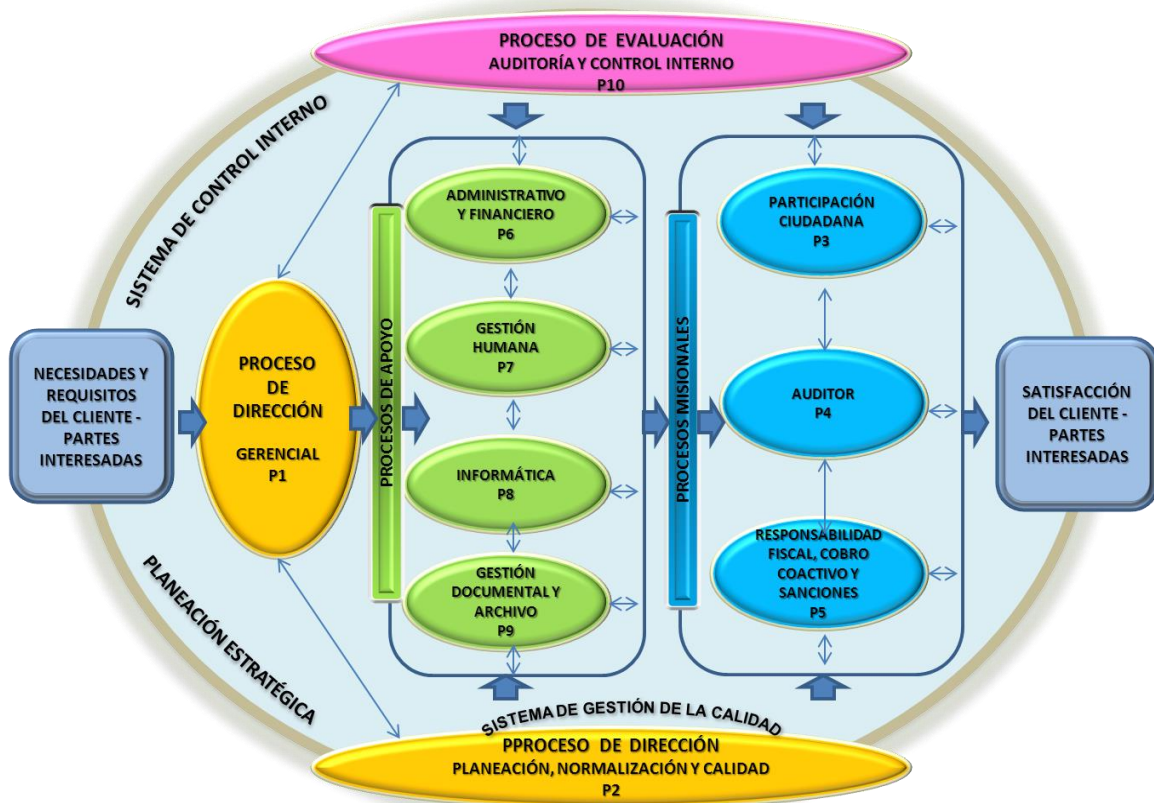 PROCESO DE EVALUACIÓN
AUDITORÍA Y CONTROL INTERNO
P10
SISTEMA DE CONTROL INTERNO
NECESIDADES Y
REQUISITOS
DEL CLIENTE -
PARTES
INTERESADAS
PROCESO
DE
DIRECCIÓN
GERENCIAL
P1
PROCESOS DE APOYO
ADMINISTRATIVO
Y FINANCIERO
P6
GESTIÓN
HUMANA
P7
INFORMÁTICA
P8
GESTIÓN
DOCUMENTAL Y
ARCHIVO
P9
PROCESOS MISIONALES
PARTICIPACIÓN
CIUDADANA
P3
AUDITOR
P4
RESPONSABILIDAD
FISCAL, COBRO
COACTIVO Y
SANCIONES
P5
SATISFACCIÓN
DEL CLIENTE -
PARTES
INTERESADAS
PLANEACIÓN ESTRATÉGICA
SISTEMA DE GESTIÓN DE LA CALIDAD
PPROCESO DE DIRECCIÓN
PLANEACIÓN, NORMALIZACIÓN Y CALIDAD
P2